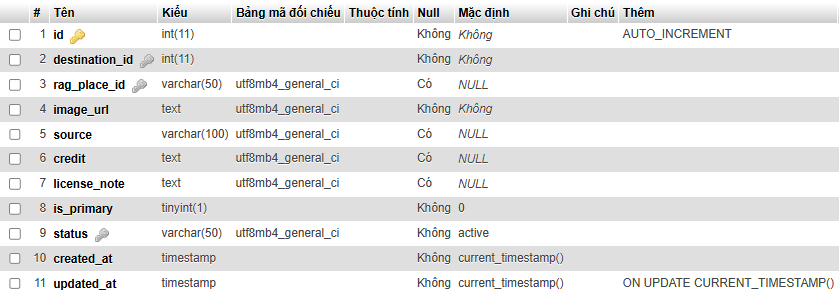 # Tên Kiểu Bảng mã đối chiếu Thuộc tính Null Mặc định Ghi chú Thêm
1 id int(11) Không Không AUTO_INCREMENT
2 destination_id int(11) Không Không
3 rag_place_id varchar(50) utf8mb4_general_ci Có NULL
4 image_url text utf8mb4_general_ci Không Không
5 source varchar(100) utf8mb4_general_ci Có NULL
6 credit text utf8mb4_general_ci Có NULL
7 license_note text utf8mb4_general_ci Có NULL
8 is_primary tinyint(1) Không 0
9 status varchar(50) utf8mb4_general_ci Không active
10 created_at timestamp Không current_timestamp()
11 updated_at timestamp Không current_timestamp() ON UPDATE CURRENT_TIMESTAMP()